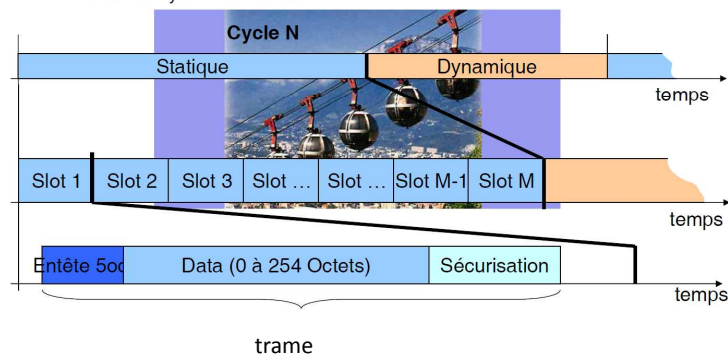 Cycle N
Statique Dynamique
temps
Slot 1 Slot 2 Slot 3 Slot ... Slot ... Slot M-1 Slot M
temps
Entête 5oc Data (0 à 254 Octets) Sécurisation
temps
trame